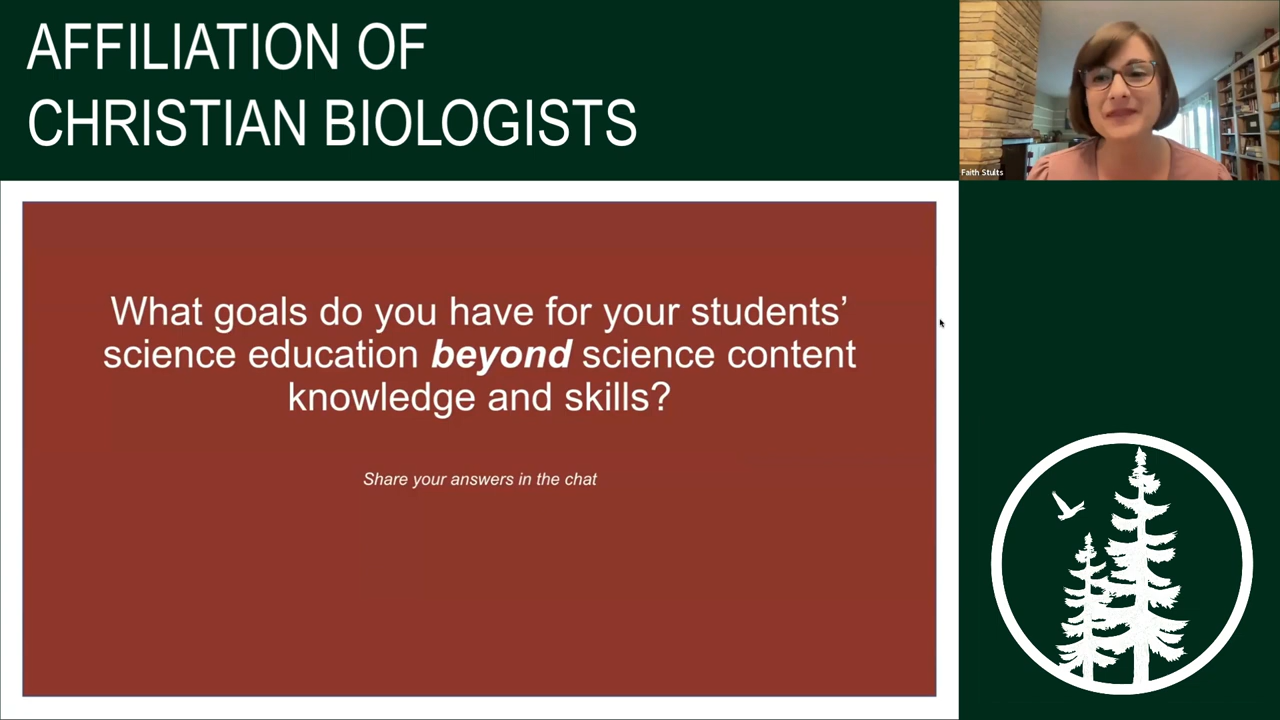 AFFILIATION OF
CHRISTIAN BIOLOGISTS
Faith Stults
What goals do you have for your students’
science education beyond science content
knowledge and skills?
Share your answers in the chat